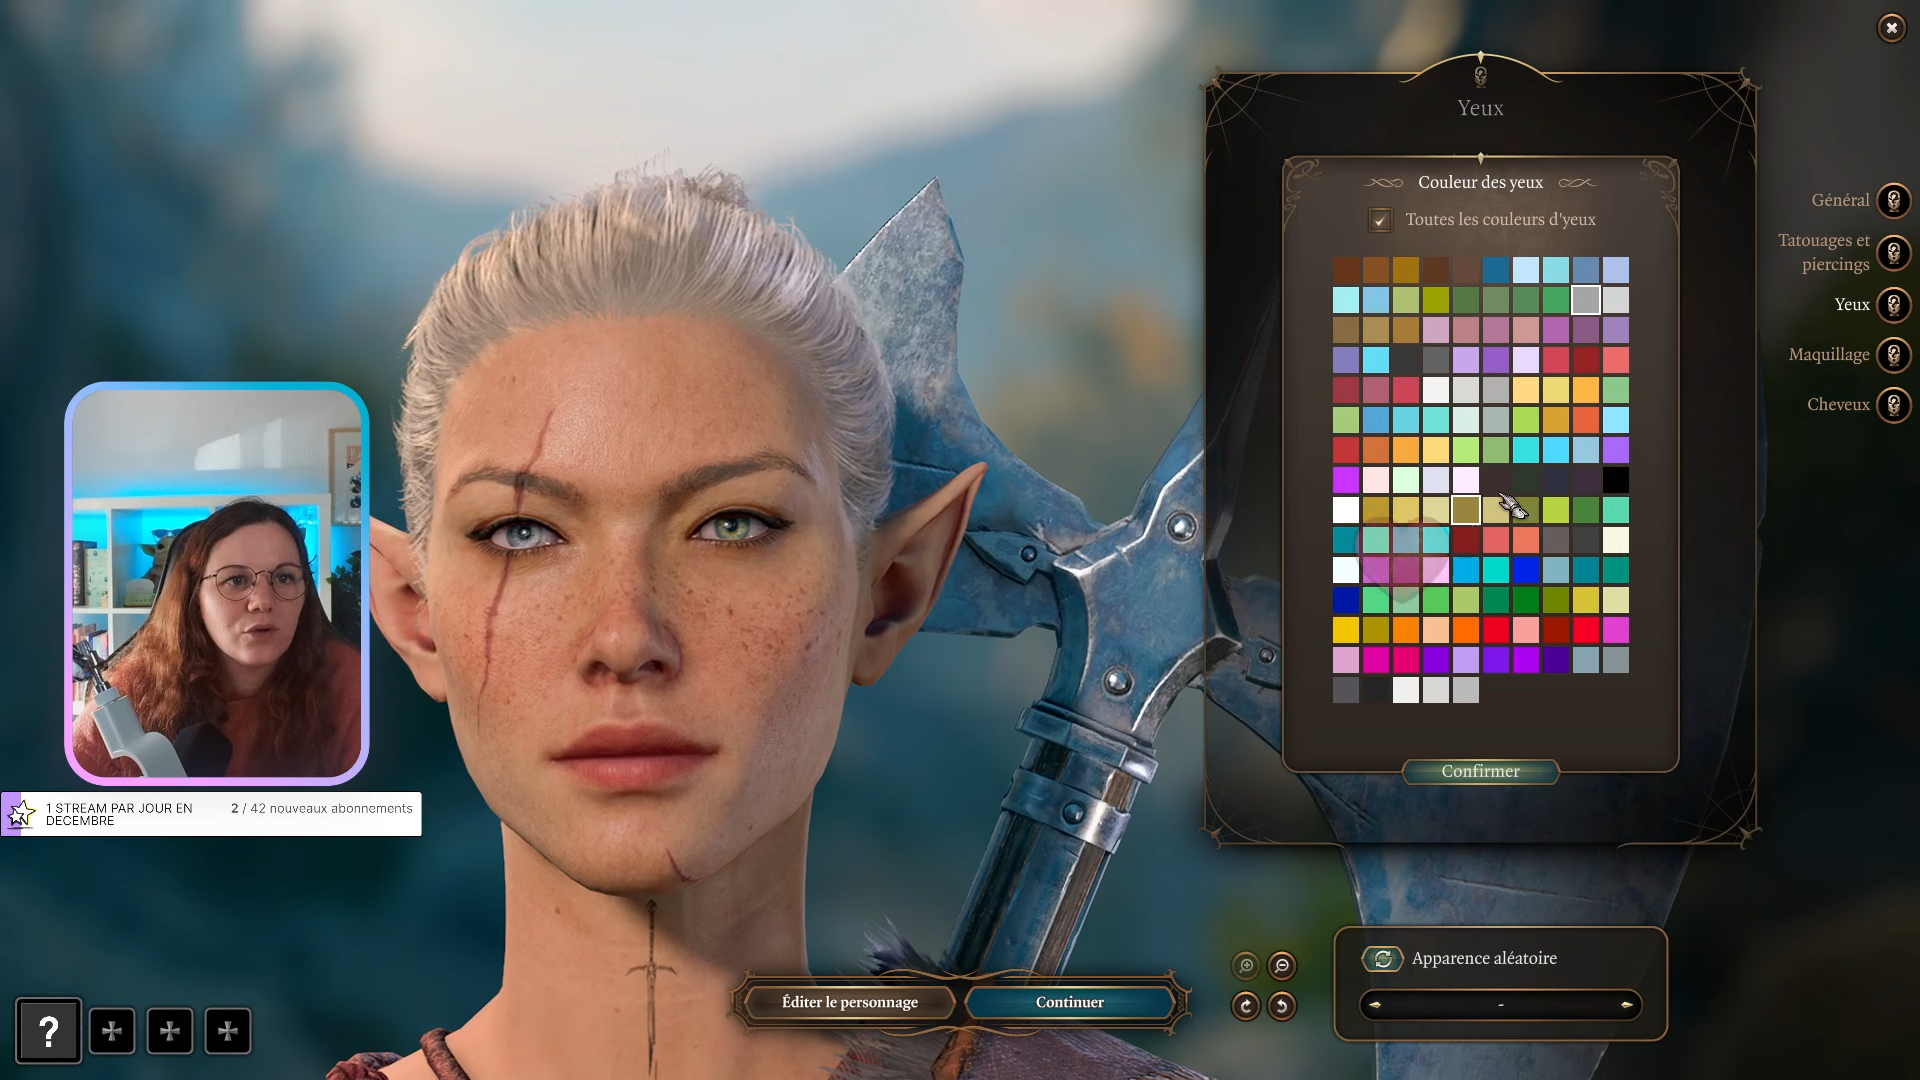 Yeux
Couleur des yeux
Toutes les couleurs d'yeux
Général
Tatouages et
piercings
Yeux
Maquillage
Cheveux
Confirmer
1 STREAM PAR JOUR EN
DECEMBRE
2 / 42 nouveaux abonnements
Apparence aléatoire
-
Éditer le personnage
Continuer
?